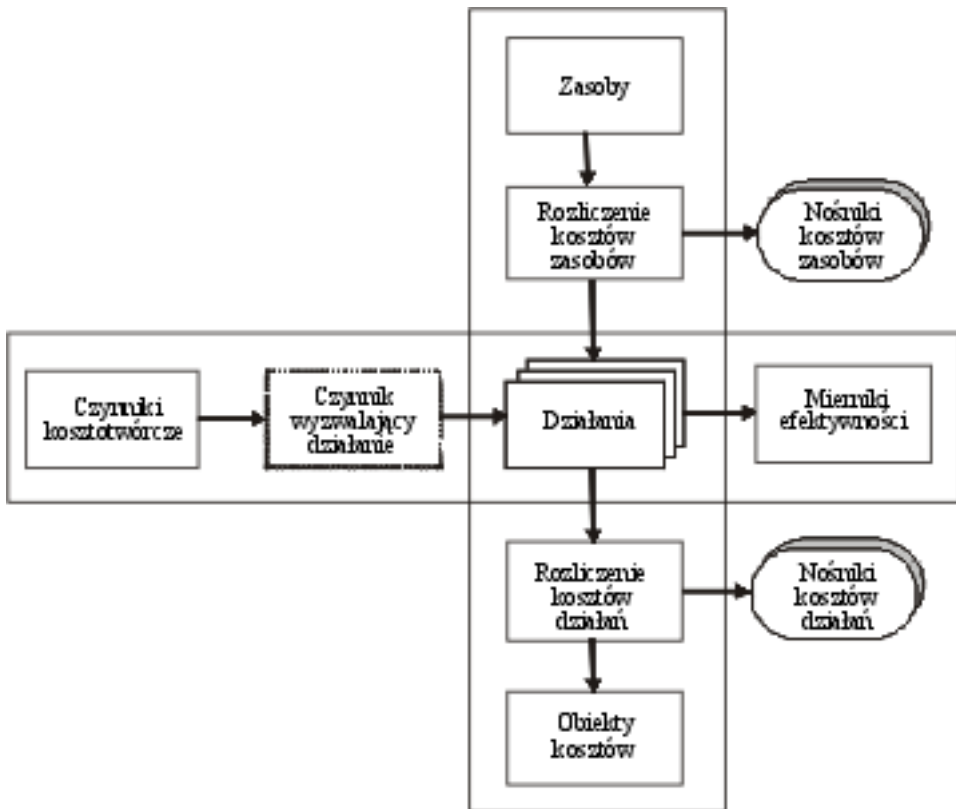 Zasoby
Rozliczenie
kosztów
zasobów
Nośniki
kosztów
zasobów
Czynniki
kosztotwórcze
Czynnik
wyzwalający
działanie
Działania
Mierniki
efektywności
Rozliczenie
kosztów
działań
Nośniki
kosztów
działań
Obiekty
kosztów